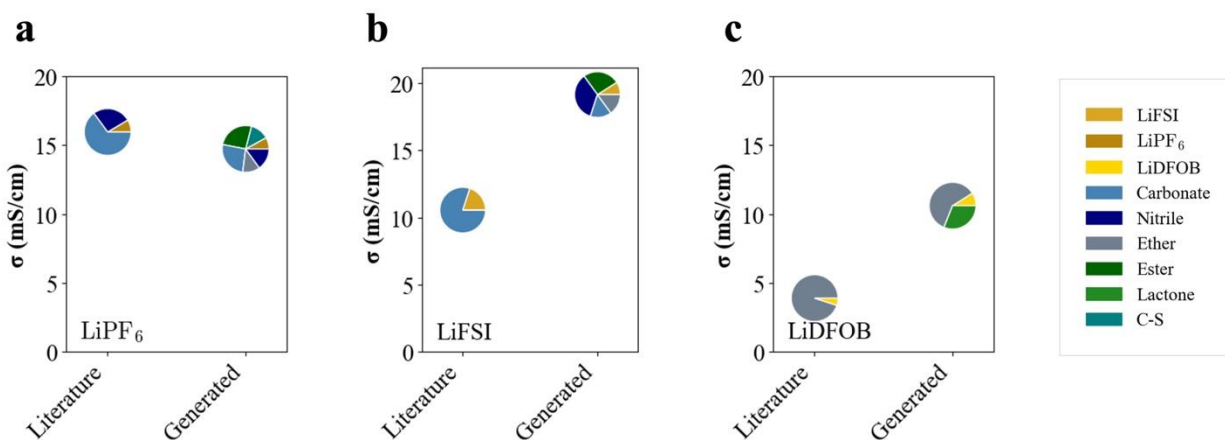 a
20
15
10
5
0
σ (mS/cm)
LiPF₆
Literature
Generated
b
20
15
10
5
0
σ (mS/cm)
LiFSI
Literature
Generated
c
20
15
10
5
0
σ (mS/cm)
LiDFOB
Literature
Generated
LiFSI
LiPF₆
LiDFOB
Carbonate
Nitrile
Ether
Ester
Lactone
C-S